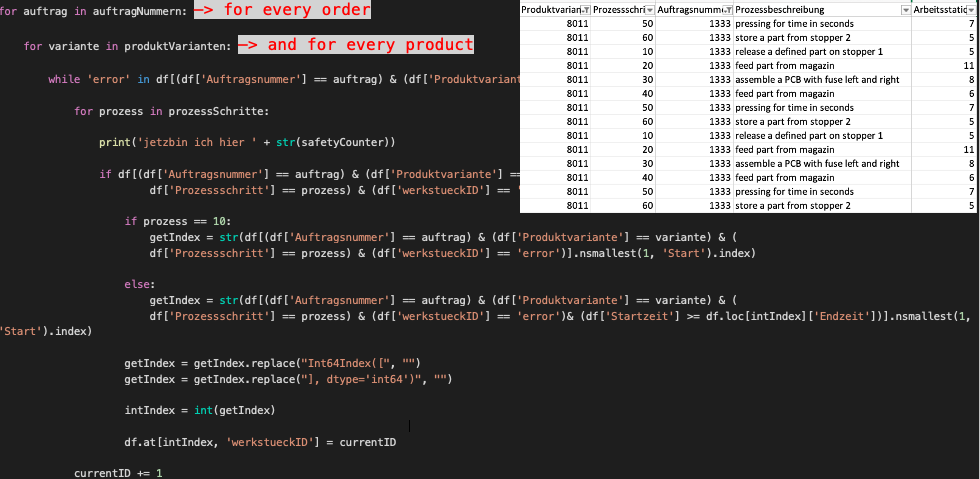 for auftrag in auftragNummern: —> for every order
for variante in produktVarianten: —> and for every product
while 'error' in df[(df['Auftragsnummer'] == auftrag) & (df['Produktvariant
for prozess in prozessSchritte:
print('jetzbin ich hier ' + str(safetyCounter))
if df[(df['Auftragsnummer'] == auftrag) & (df['Produktvariante'] ==
df['Prozessschritt'] == prozess) & (df['werkstueckID'] == '
if prozess == 10:
getIndex = str(df[(df['Auftragsnummer'] == auftrag) & (df['Produktvariante'] == variante) & (
df['Prozessschritt'] == prozess) & (df['werkstueckID'] == 'error')].nsmallest(1, 'Start').index)
else:
getIndex = str(df[(df['Auftragsnummer'] == auftrag) & (df['Produktvariante'] == variante) & (
df['Prozessschritt'] == prozess) & (df['werkstueckID'] == 'error')& (df['Startzeit'] >= df.loc[intIndex]['Endzeit'])].nsmallest(1,
'Start').index)
getIndex = getIndex.replace("Int64Index([", "")
getIndex = getIndex.replace("], dtype='int64')", "")
intIndex = int(getIndex)
df.at[intIndex, 'werkstueckID'] = currentID
currentID += 1
Produktvarian Prozessschri Auftragsnumm Prozessbeschreibung Arbeitsstatio
8011 50 1333 pressing for time in seconds 7
8011 60 1333 store a part from stopper 2 5
8011 10 1333 release a defined part on stopper 1 5
8011 20 1333 feed part from magazin 11
8011 30 1333 assemble a PCB with fuse left and right 8
8011 40 1333 feed part from magazin 6
8011 50 1333 pressing for time in seconds 7
8011 60 1333 store a part from stopper 2 5
8011 10 1333 release a defined part on stopper 1 5
8011 20 1333 feed part from magazin 11
8011 30 1333 assemble a PCB with fuse left and right 8
8011 40 1333 feed part from magazin 6
8011 50 1333 pressing for time in seconds 7
8011 60 1333 store a part from stopper 2 5